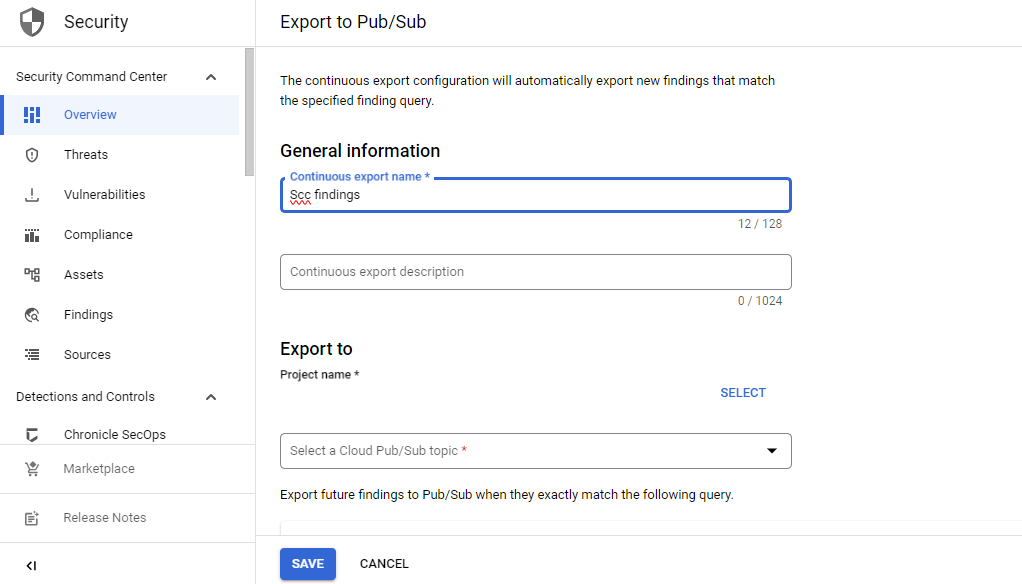 Security
Export to Pub/Sub
Security Command Center
Overview
Threats
Vulnerabilities
Compliance
Assets
Findings
Sources
Detections and Controls
Chronicle SecOps
Marketplace
Release Notes
The continuous export configuration will automatically export new findings that match
the specified finding query.
General information
Continuous export name *
Scc findings
12 / 128
Continuous export description
0 / 1024
Export to
Project name *
SELECT
Select a Cloud Pub/Sub topic *
Export future findings to Pub/Sub when they exactly match the following query.
SAVE
CANCEL